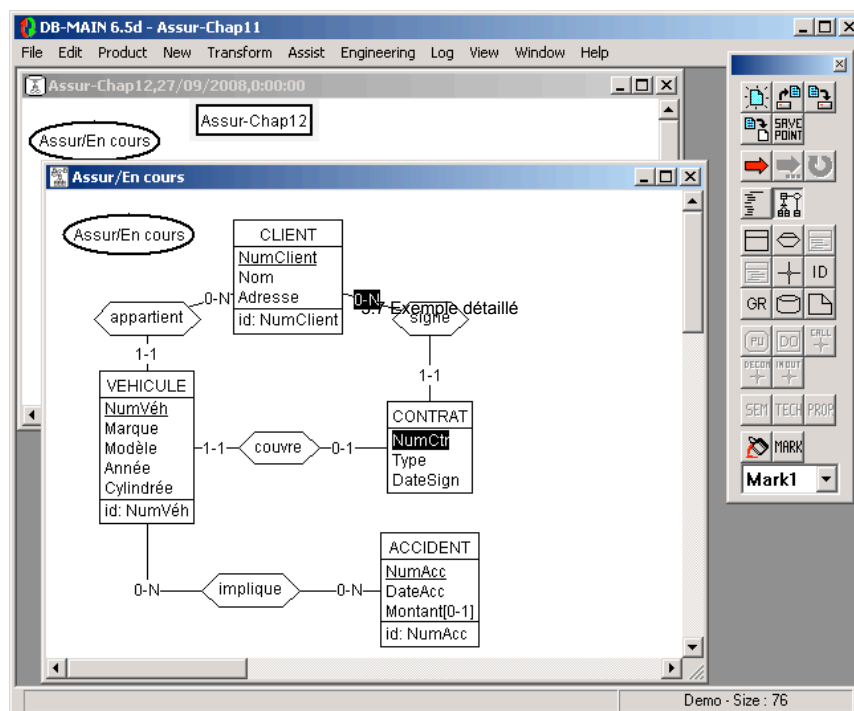 DB-MAIN 6.5d - Assur-Chap11
File Edit Product New Transform Assist Engineering Log View Window Help
Assur-Chap12,27/09/2008,0:00:00
Assur-Chap12
Assur/En cours
Assur/En cours
Assur/En cours
CLIENT
NumClient
Nom
Adresse
id: NumClient
0-N
0-N
5.7 Exemple détaillé
appartient
signe
1-1
1-1
VEHICULE
NumVéh
Marque
Modèle
Année
Cylindrée
id: NumVéh
1-1
couvre
0-1
CONTRAT
NumCtr
Type
DateSign
0-N
implique
0-N
ACCIDENT
NumAcc
DateAcc
Montant[0-1]
id: NumAcc
SAVE
POINT
ID
GR
PU
DO
CALL
DECOM
IN OUT
SEM
TECH
PROP
MARK
Mark1
Demo - Size : 76